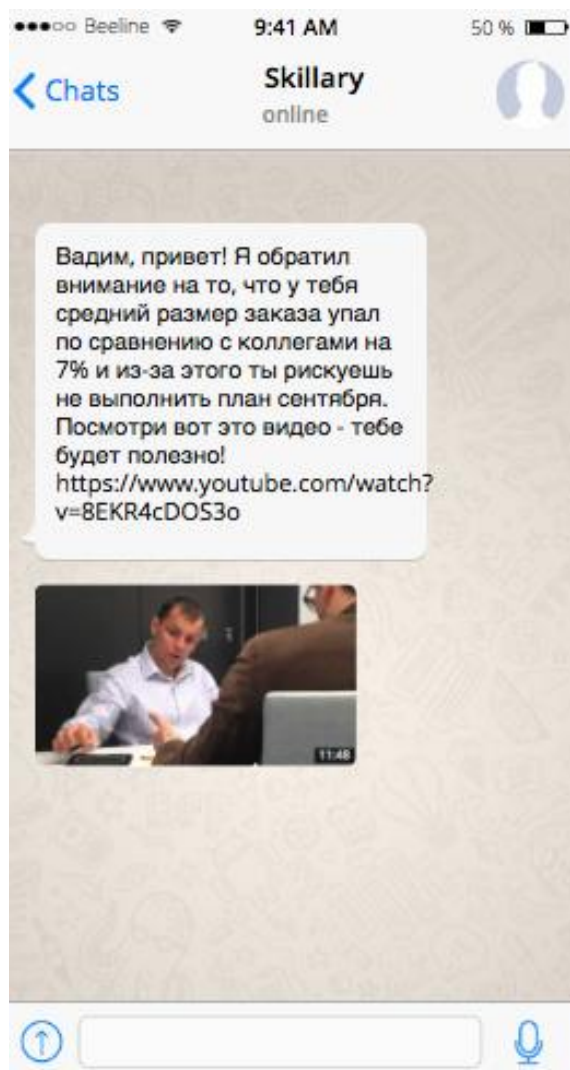 Beeline 9:41 AM 50 %
Chats Skillary
online
Вадим, привет! Я обратил
внимание на то, что у тебя
средний размер заказа упал
по сравнению с коллегами на
7% и из-за этого ты рискуешь
не выполнить план сентября.
Посмотри вот это видео - тебе
будет полезно!
https://www.youtube.com/watch?
v=8EKR4cDOS3o
11:48